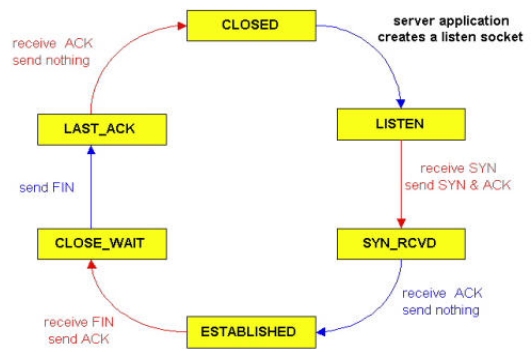 CLOSED
server application
creates a listen socket
LISTEN
receive SYN
send SYN & ACK
SYN_RCVD
receive ACK
send nothing
ESTABLISHED
receive FIN
send ACK
CLOSE_WAIT
send FIN
LAST_ACK
receive ACK
send nothing